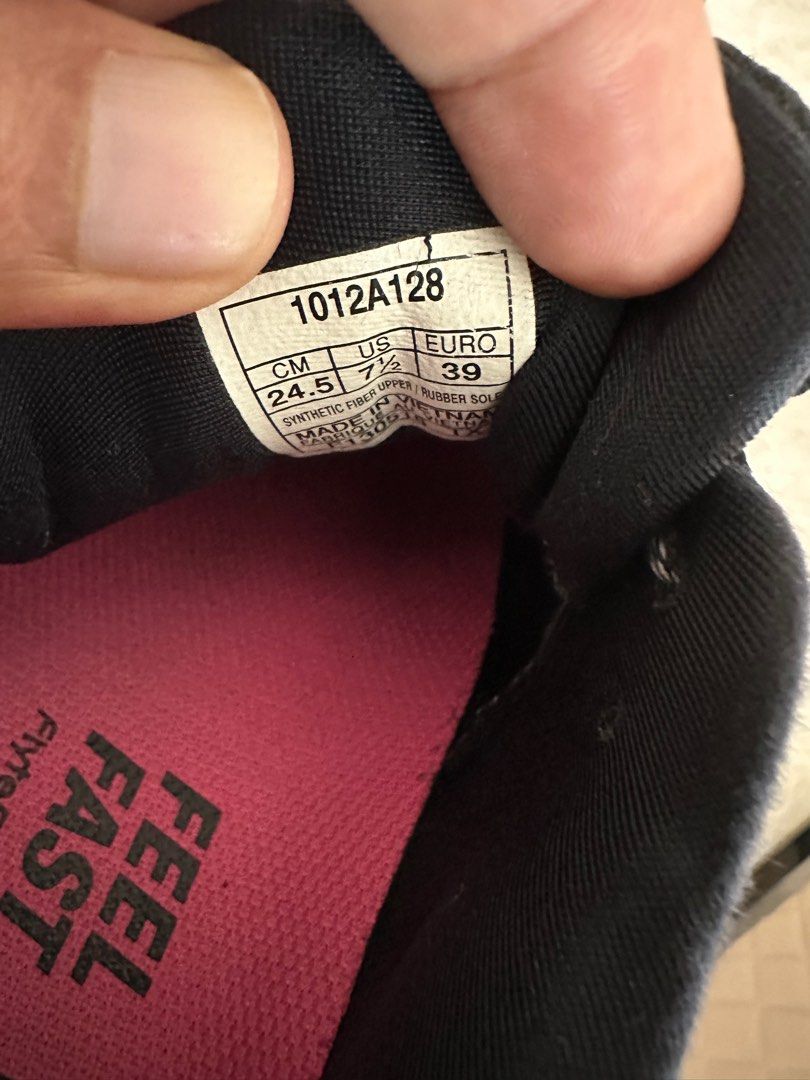 1012A128
CM US EURO
24.5 7½ 39
SYNTHETIC FIBER UPPER / RUBBER SOLE
MADE IN VIETNAM
FEEL
FAST